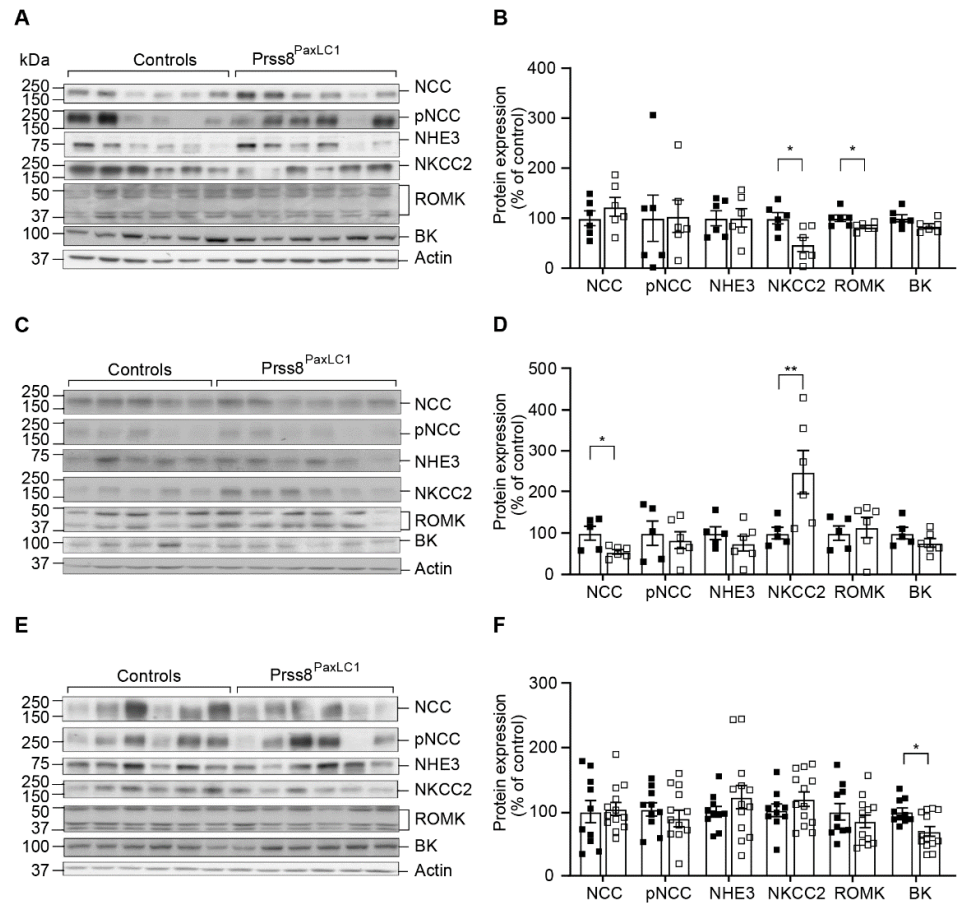 A
kDa
Controls
Prss8PaxLC1
250
150
NCC
250
150
pNCC
75
NHE3
250
150
NKCC2
50
37
ROMK
100
BK
37
Actin
B
Protein expression
(% of control)
400
300
200
100
0
*
*
NCC
pNCC
NHE3
NKCC2
ROMK
BK
C
Controls
Prss8PaxLC1
250
150
NCC
250
150
pNCC
75
NHE3
250
150
NKCC2
50
37
ROMK
100
BK
37
Actin
D
Protein expression
(% of control)
500
400
300
200
100
0
*
**
NCC
pNCC
NHE3
NKCC2
ROMK
BK
E
Controls
Prss8PaxLC1
250
150
NCC
250
pNCC
75
NHE3
250
150
NKCC2
50
37
ROMK
100
BK
37
Actin
F
Protein expression
(% of control)
300
200
100
0
*
NCC
pNCC
NHE3
NKCC2
ROMK
BK